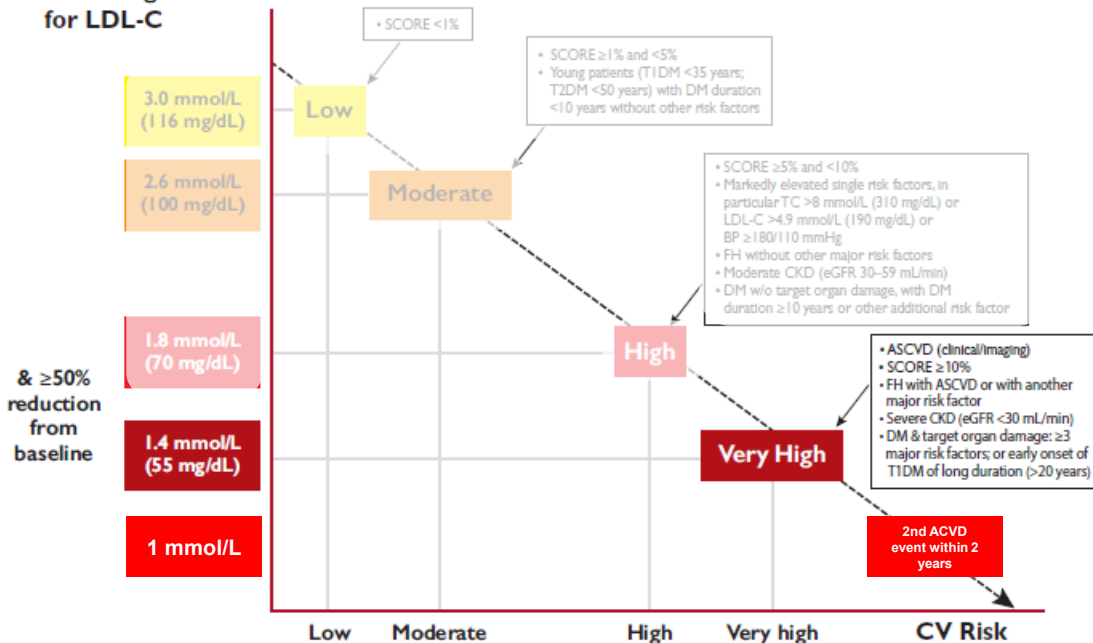 for LDL-C
• SCORE <1%
• SCORE ≥1% and <5%
• Young patients (T1DM <35 years;
T2DM <50 years) with DM duration
<10 years without other risk factors
3.0 mmol/L
(116 mg/dL)
Low
2.6 mmol/L
(100 mg/dL)
Moderate
• SCORE ≥5% and <10%
• Markedly elevated single risk factors, in
particular TC >8 mmol/L (310 mg/dL) or
LDL-C >4.9 mmol/L (190 mg/dL) or
BP ≥180/110 mmHg
• FH without other major risk factors
• Moderate CKD (eGFR 30–59 mL/min)
• DM w/o target organ damage, with DM
duration ≥10 years or other additional risk factor
1.8 mmol/L
(70 mg/dL)
High
• ASCVD (clinical/imaging)
• SCORE ≥10%
• FH with ASCVD or with another
major risk factor
• Severe CKD (eGFR <30 mL/min)
• DM & target organ damage: ≥3
major risk factors; or early onset of
T1DM of long duration (>20 years)
& ≥50%
reduction
from
baseline
1.4 mmol/L
(55 mg/dL)
Very High
1 mmol/L
2nd ACVD
event within 2
years
Low
Moderate
High
Very high
CV Risk